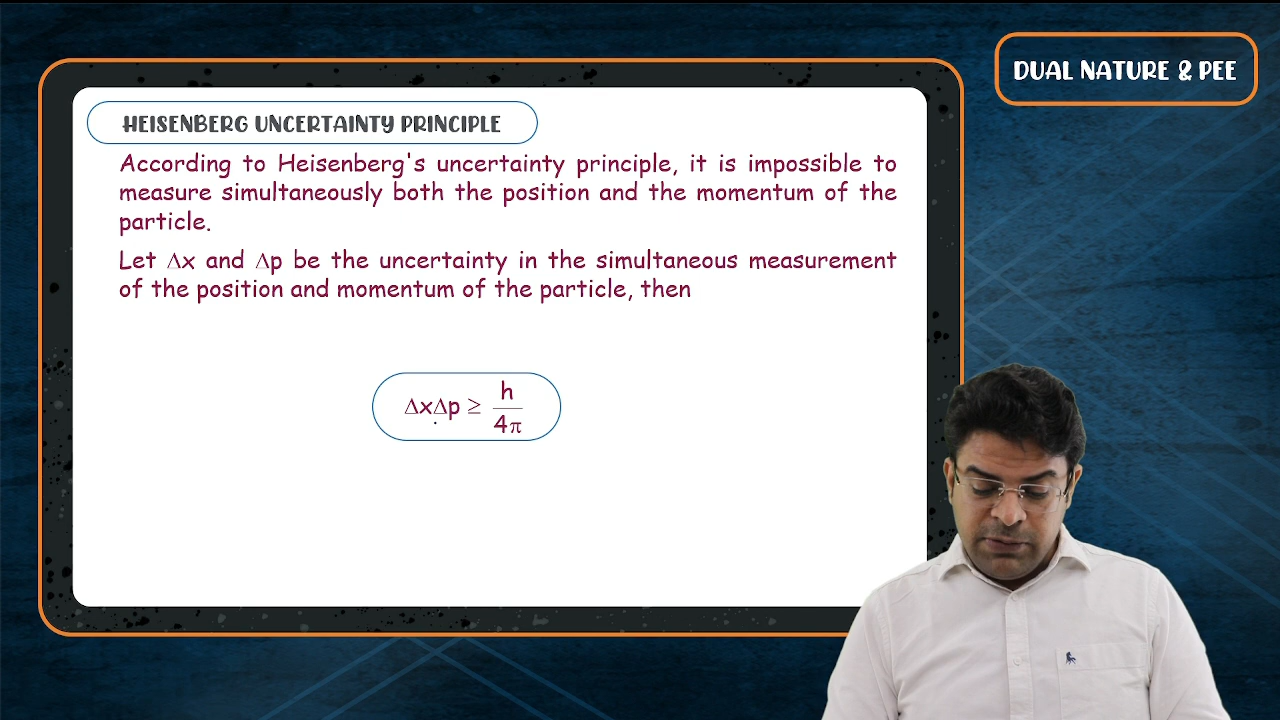 DUAL NATURE & PEE
HEISENBERG UNCERTAINTY PRINCIPLE
According to Heisenberg's uncertainty principle, it is impossible to
measure simultaneously both the position and the momentum of the
particle.
Let Δx and Δp be the uncertainty in the simultaneous measurement
of the position and momentum of the particle, then
ΔxΔp ≥ h/4π